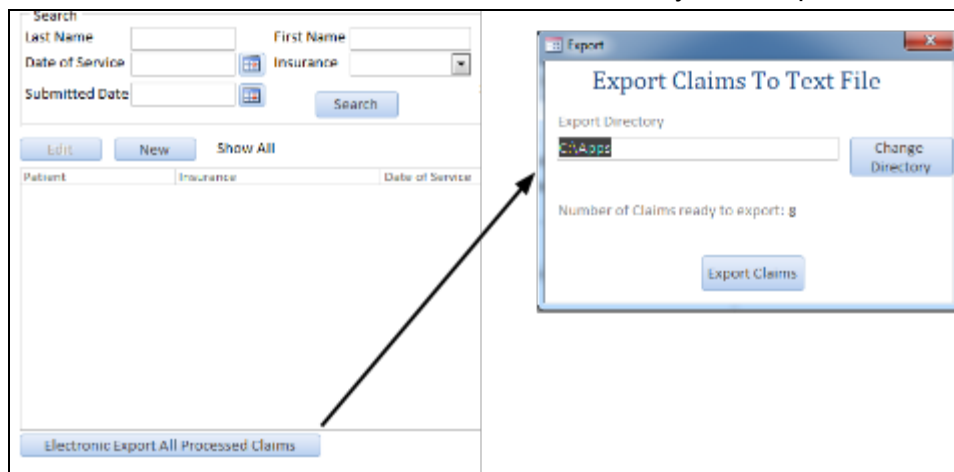 Search
Last Name
First Name
Date of Service
Insurance
Submitted Date
Search
Edit
New
Show All
Patient
Insurance
Date of Service
Electronic Export All Processed Claims
Export
Export Claims To Text File
Export Directory
C:\Apps
Change
Directory
Number of Claims ready to export: 8
Export Claims